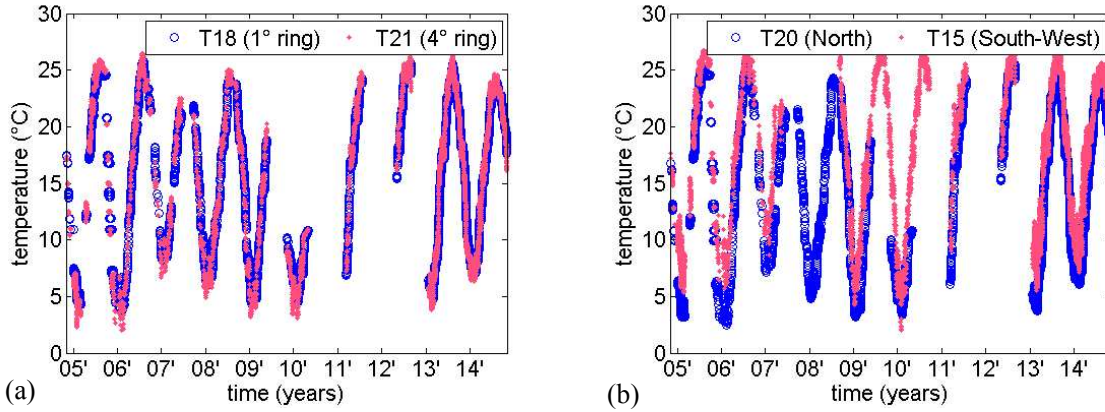 30
25
20
15
10
5
0
temperature (°C)
T18 (1° ring) T21 (4° ring)
05' 06' 07' 08' 09' 10' 11' 12' 13' 14'
time (years)
(a)
30
25
20
15
10
5
0
temperature (°C)
T20 (North) T15 (South-West)
05' 06' 07' 08' 09' 10' 11' 12' 13' 14'
time (years)
(b)